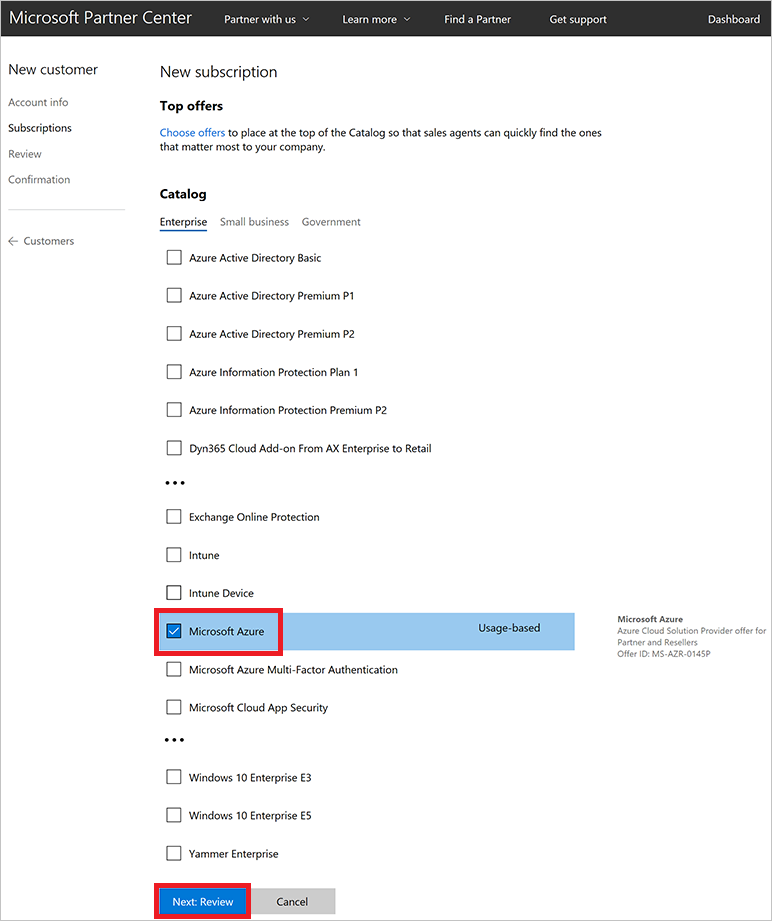 Microsoft Partner Center
Partner with us
Learn more
Find a Partner
Get support
Dashboard
New customer
Account info
Subscriptions
Review
Confirmation
Customers
New subscription
Top offers
Choose offers to place at the top of the Catalog so that sales agents can quickly find the ones
that matter most to your company.
Catalog
Enterprise
Small business
Government
Azure Active Directory Basic
Azure Active Directory Premium P1
Azure Active Directory Premium P2
Azure Information Protection Plan 1
Azure Information Protection Premium P2
Dyn365 Cloud Add-on From AX Enterprise to Retail
•••
Exchange Online Protection
Intune
Intune Device
Microsoft Azure
Usage-based
Microsoft Azure
Azure Cloud Solution Provider offer for
Partner and Resellers
Offer ID: MS-AZR-0145P
Microsoft Azure Multi-Factor Authentication
Microsoft Cloud App Security
•••
Windows 10 Enterprise E3
Windows 10 Enterprise E5
Yammer Enterprise
Next: Review
Cancel